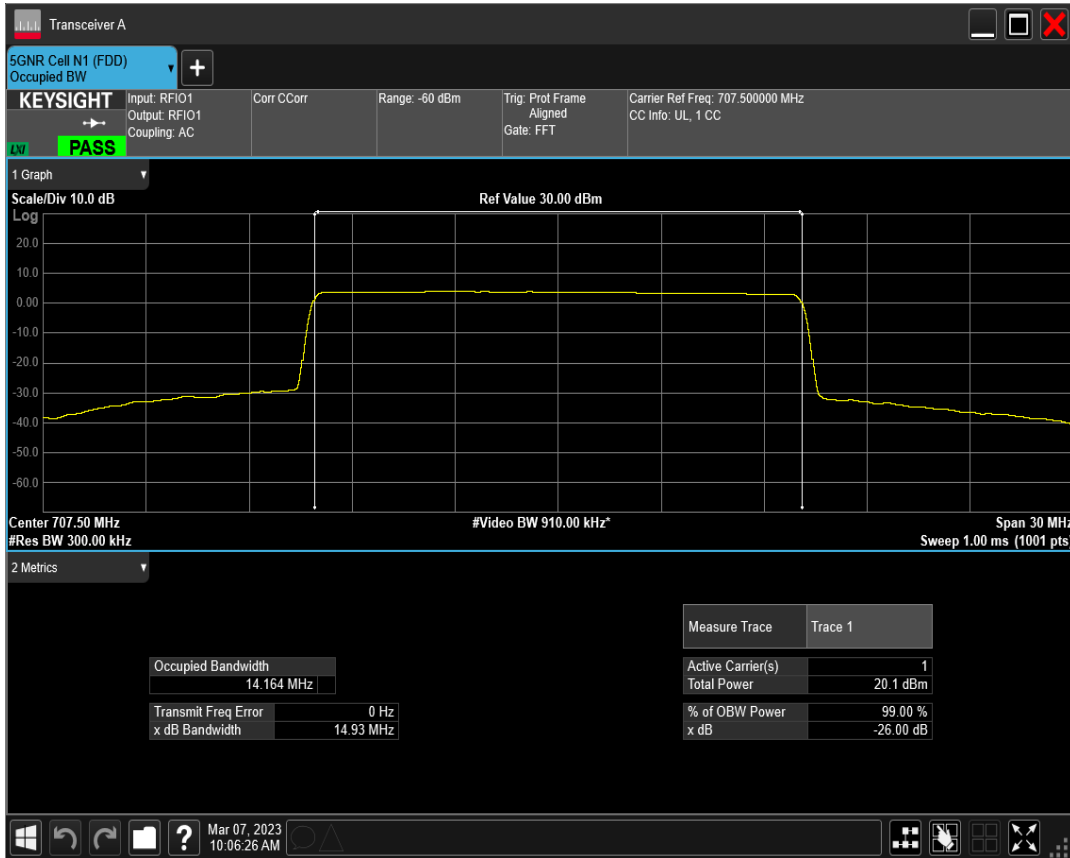 Transceiver A
5GNR Cell N1 (FDD)
Occupied BW
+
KEYSIGHT
LXI
PASS
Input: RFIO1
Output: RFIO1
Coupling: AC
Corr CCorr
Range: -60 dBm
Trig: Prot Frame
Aligned
Gate: FFT
Carrier Ref Freq: 707.500000 MHz
CC Info: UL, 1 CC
1 Graph
Scale/Div 10.0 dB
Ref Value 30.00 dBm
Log
20.0
10.0
0.00
-10.0
-20.0
-30.0
-40.0
-50.0
-60.0
Center 707.50 MHz
#Video BW 910.00 kHz*
Span 30 MHz
#Res BW 300.00 kHz
Sweep 1.00 ms (1001 pts)
2 Metrics
Measure Trace Trace 1
Occupied Bandwidth
14.164 MHz
Active Carrier(s) 1
Total Power 20.1 dBm
Transmit Freq Error 0 Hz
x dB Bandwidth 14.93 MHz
% of OBW Power 99.00 %
x dB -26.00 dB
?
Mar 07, 2023
10:06:26 AM